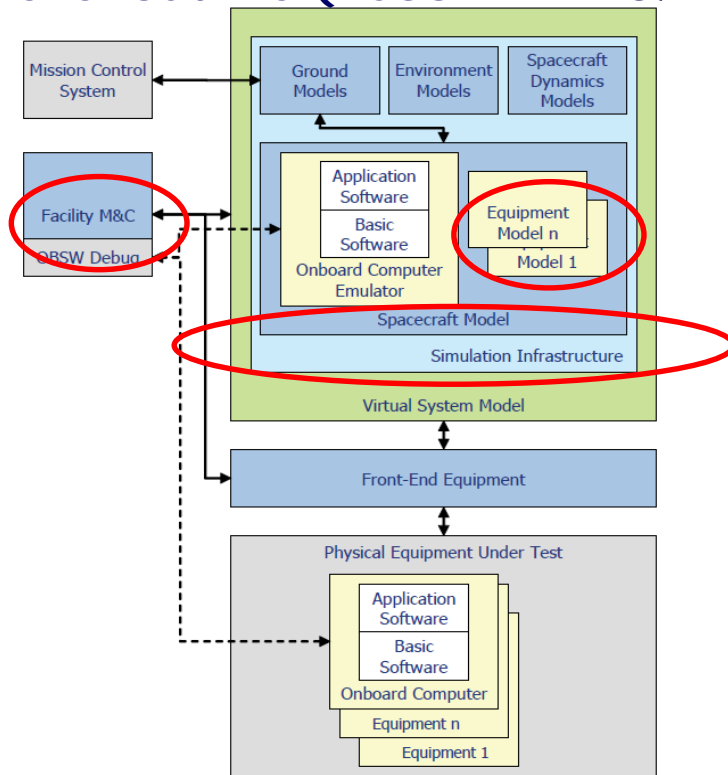 Mission Control
System
Ground
Models
Environment
Models
Spacecraft
Dynamics
Models
Facility M&C
OBSW Debug
Application
Software
Basic
Software
Onboard Computer
Emulator
Equipment
Model n
Model 1
Spacecraft Model
Simulation Infrastructure
Virtual System Model
Front-End Equipment
Physical Equipment Under Test
Application
Software
Basic
Software
Onboard Computer
Equipment n
Equipment 1